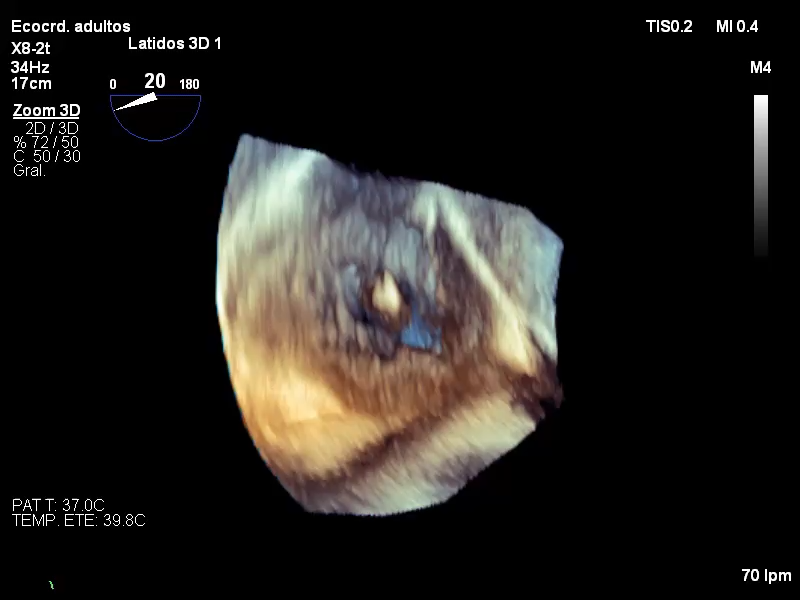 Ecocrd. adultos
X8-2t
34Hz
17cm
Zoom 3D
2D / 3D
% 72 / 50
C 50 / 30
Gral.
Latidos 3D 1
0 20 180
TIS0.2 MI 0.4
M4
PAT T: 37.0C
TEMP. ETE: 39.8C
70 lpm